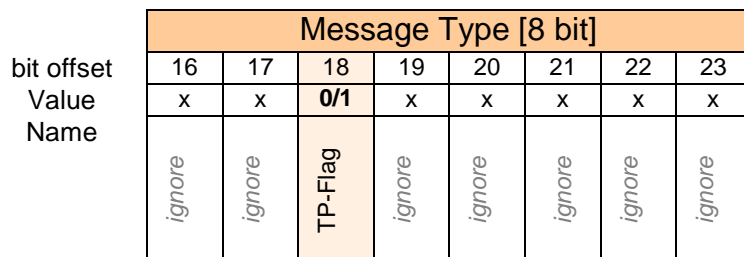 Message Type [8 bit]
bit offset 16 17 18 19 20 21 22 23
Value x x 0/1 x x x x x
Name ignore ignore TP-Flag ignore ignore ignore ignore ignore